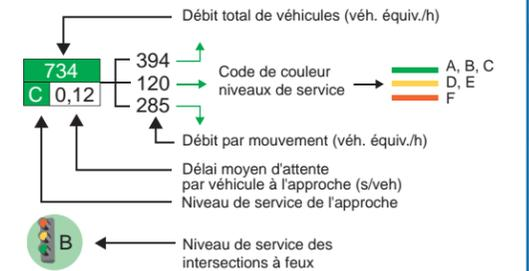 Débit total de véhicules (véh. équiv./h)
734
C 0,12
394
120
285
Code de couleur
niveaux de service
A, B, C
D, E
F
Débit par mouvement (véh. équiv./h)
Délai moyen d'attente
par véhicule à l'approche (s/veh)
Niveau de service de l'approche
B
Niveau de service des
intersections à feux